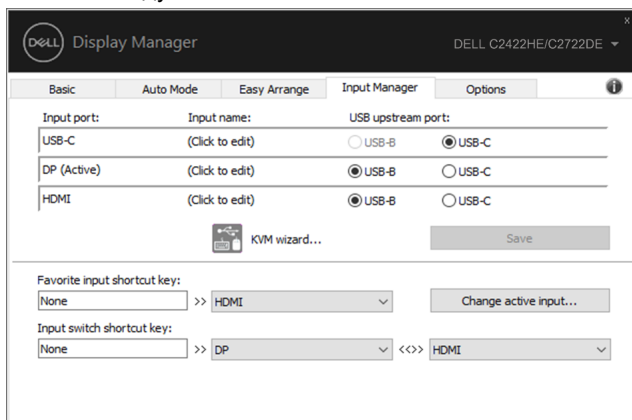 DELL Display Manager
x
DELL C2422HE/C2722DE
Basic Auto Mode Easy Arrange Input Manager Options
Input port: Input name: USB upstream port:
USB-C (Click to edit) USB-B USB-C
DP (Active) (Click to edit) USB-B USB-C
HDMI (Click to edit) USB-B USB-C
KVM wizard... Save
Favorite input shortcut key:
None >> HDMI Change active input...
Input switch shortcut key:
None >> DP <<>> HDMI